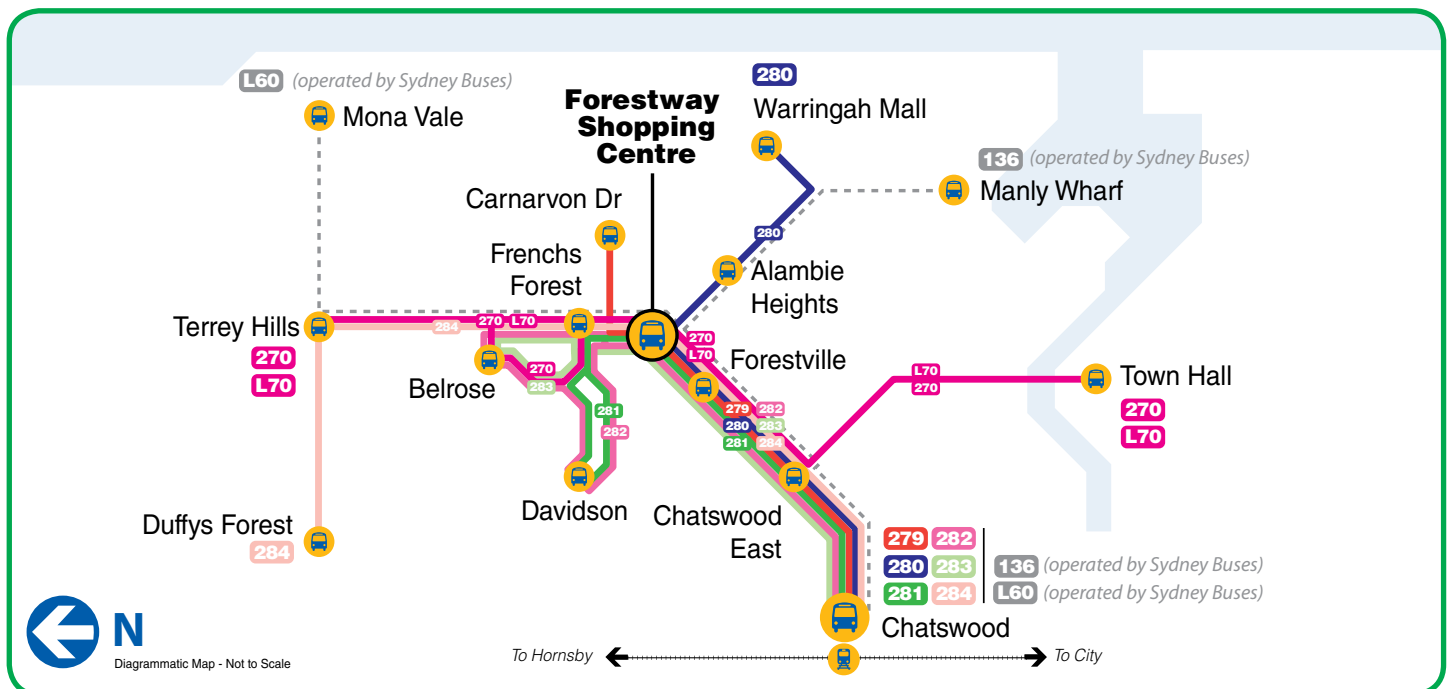 L60 (operated by Sydney Buses)
Mona Vale
Forestway
Shopping
Centre
280
Warringah Mall
136 (operated by Sydney Buses)
Manly Wharf
Carnarvon Dr
280
Frenchs
Forest
Alambie
Heights
Terrey Hills
270
L70
284
270 L70
270
L70
Forestville
Belrose
270
283
L70
270
Town Hall
270
L70
281
282
279 282
280 283
281 284
Davidson
Chatswood
East
Duffys Forest
284
279 282
280 283 136 (operated by Sydney Buses)
281 284 L60 (operated by Sydney Buses)
Chatswood
N
Diagrammatic Map - Not to Scale
To Hornsby
To City